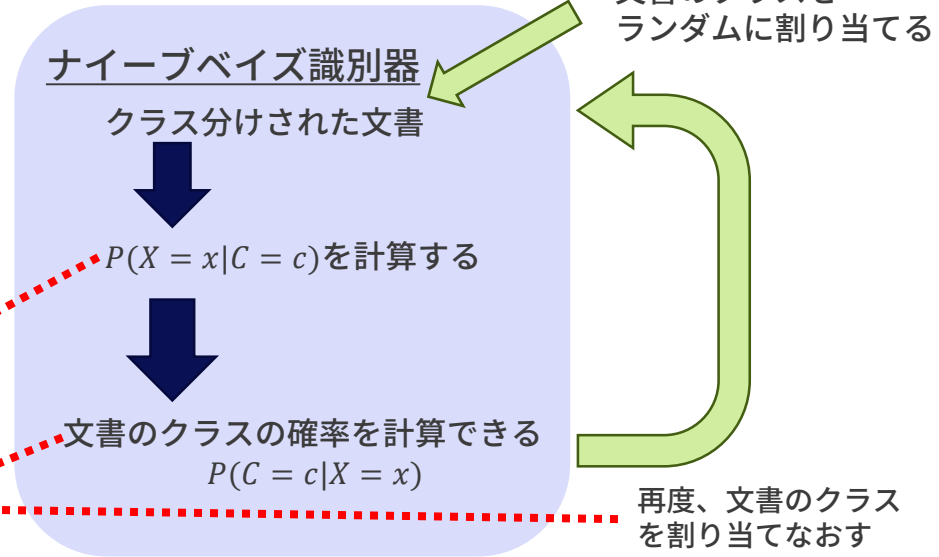 ランダムに割り当てる
ナイーブベイズ識別器
クラス分けされた文書
P(X = x|C = c)を計算する
文書のクラスの確率を計算できる
P(C = c|X = x)
再度、文書のクラス
を割り当てなおす